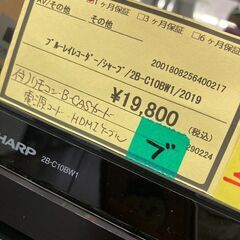 □1ヶ月保証 □3ヶ月保証 □6ヶ月保証
AV/その他 その他
ブルーレイレコーダー/シャープ/2B-C10BW1/2019
2001808256400217
¥19,800
(税込)
付)リモコン・B-CASカード
電源コード HDMIケーブル
ブ
290224
SHARP 2B-C10BW1